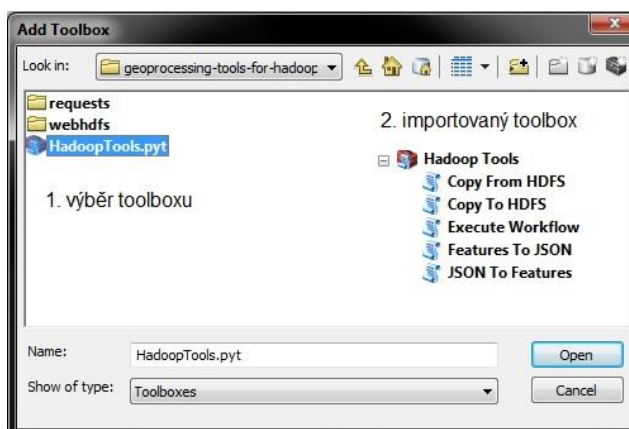 Add Toolbox
Look in: geoprocessing-tools-for-hadoop
requests
webhdfs
HadoopTools.pyt
1. výběr toolboxu
2. importovaný toolbox
Hadoop Tools
Copy From HDFS
Copy To HDFS
Execute Workflow
Features To JSON
JSON To Features
Name: HadoopTools.pyt
Open
Show of type: Toolboxes
Cancel